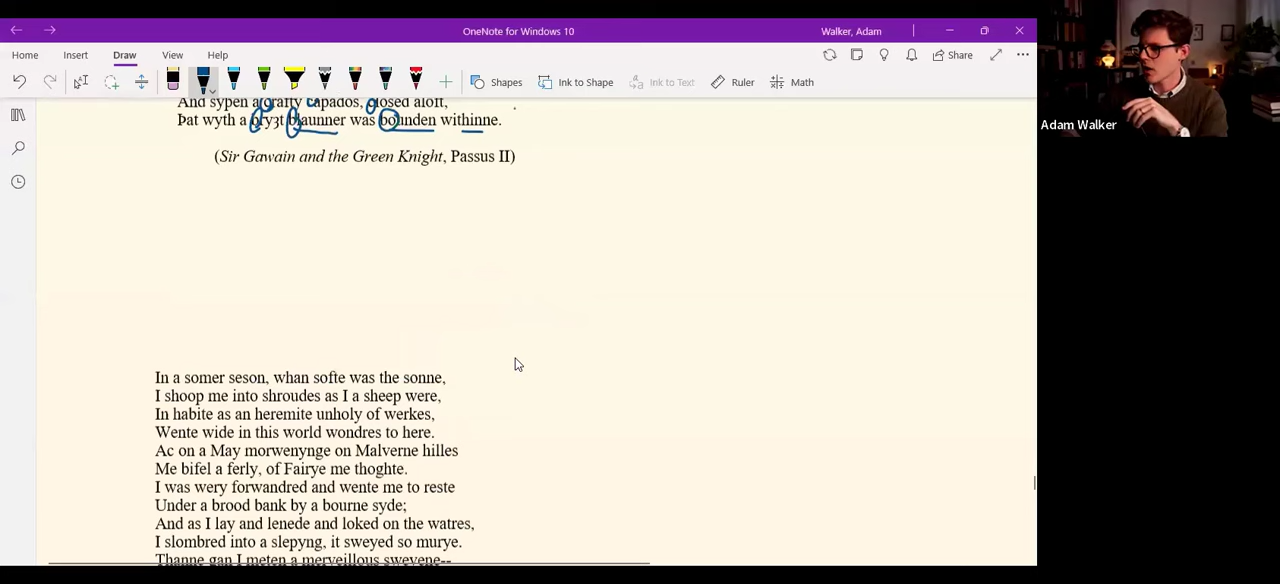 OneNote for Windows 10
Walker, Adam
Home Insert Draw View Help
Share
Shapes Ink to Shape Ink to Text Ruler Math
Adam Walker
And syþen a crafty capados, closed aloft,
Þat wyth a bryȝt blaunner was bounden withinne.
(Sir Gawain and the Green Knight, Passus II)
In a somer seson, whan softe was the sonne,
I shoop me into shroudes as I a sheep were,
In habite as an heremite unholy of werkes,
Wente wide in this world wondres to here.
Ac on a May morwenynge on Malverne hilles
Me bifel a ferly, of Fairye me thoghte.
I was wery forwandred and wente me to reste
Under a brood bank by a bourne syde;
And as I lay and lenede and loked on the watres,
I slombred into a slepyng, it sweyed so murye.
Thanne gan I meten a merveillous swevene--